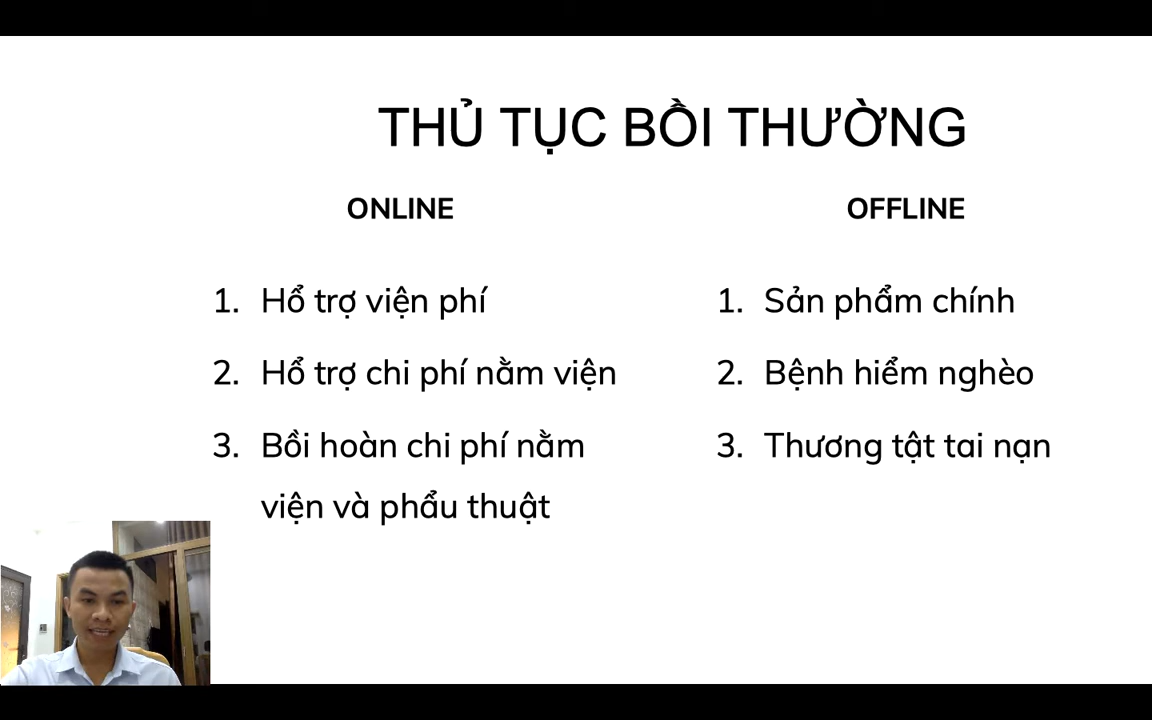 THỦ TỤC BỒI THƯỜNG
ONLINE
1. Hổ trợ viện phí
2. Hổ trợ chi phí nằm viện
3. Bồi hoàn chi phí nằm
viện và phẩu thuật
OFFLINE
1. Sản phẩm chính
2. Bệnh hiểm nghèo
3. Thương tật tai nạn